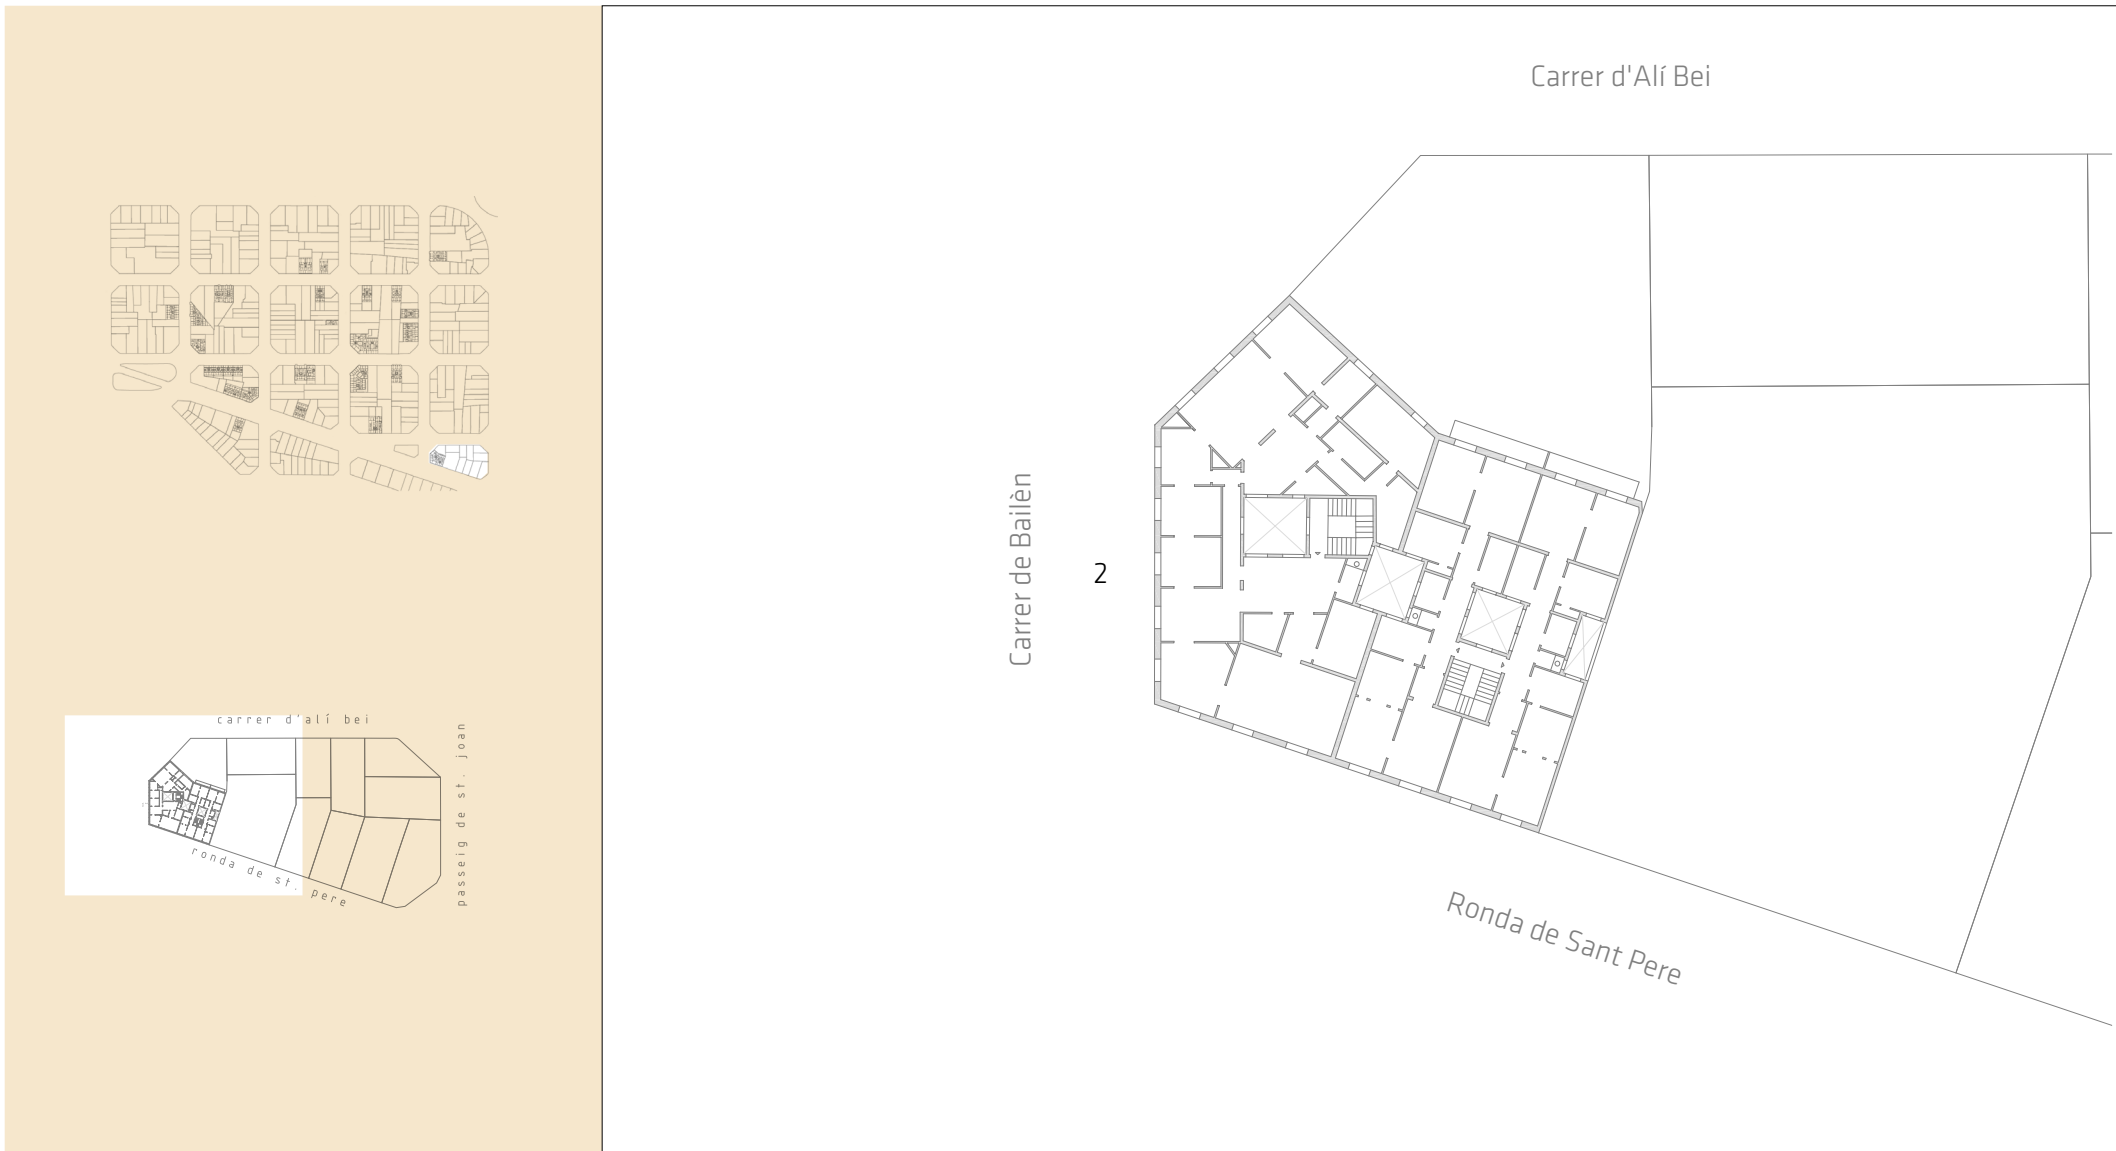 carrer d'alí bei
passeig de st. joan
ronda de st. pere
Carrer d'Alí Bei
Carrer de Bailèn
2
Ronda de Sant Pere